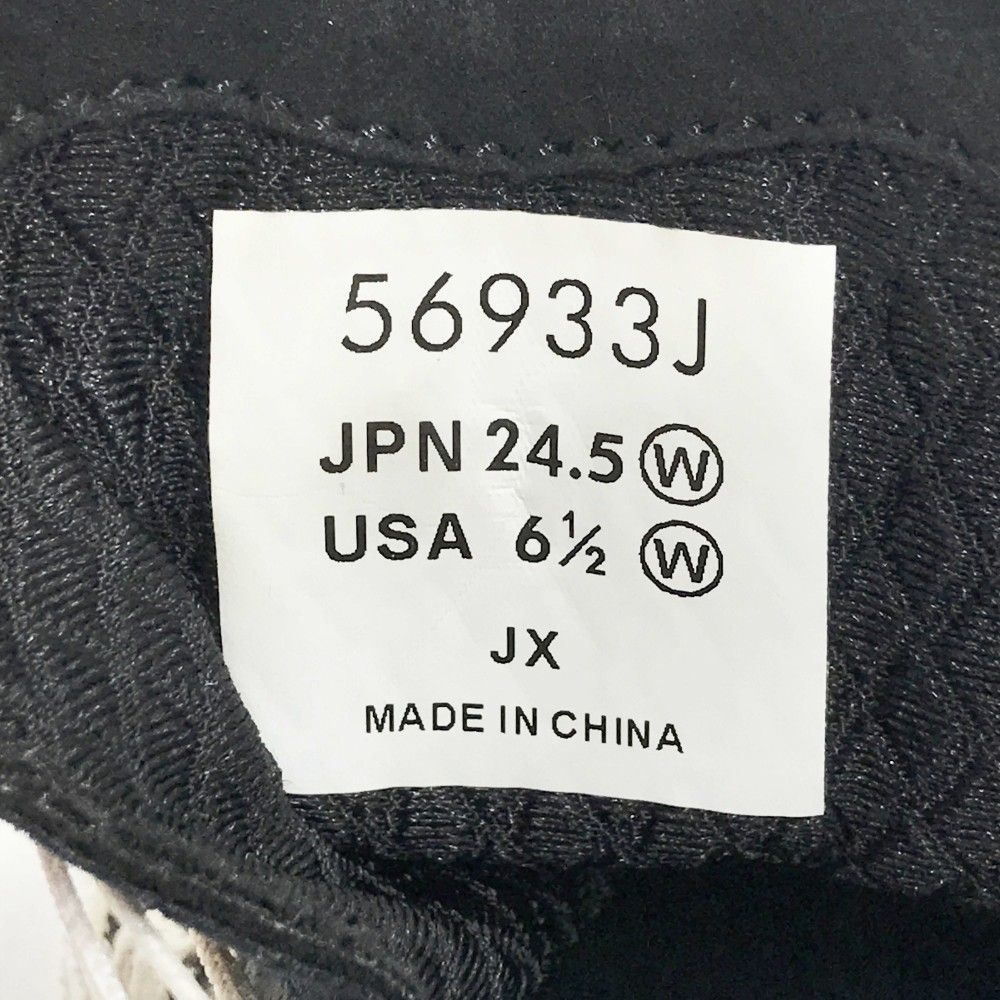 56933J
JPN 24.5 Ⓦ
USA 6½ Ⓦ
JX
MADE IN CHINA